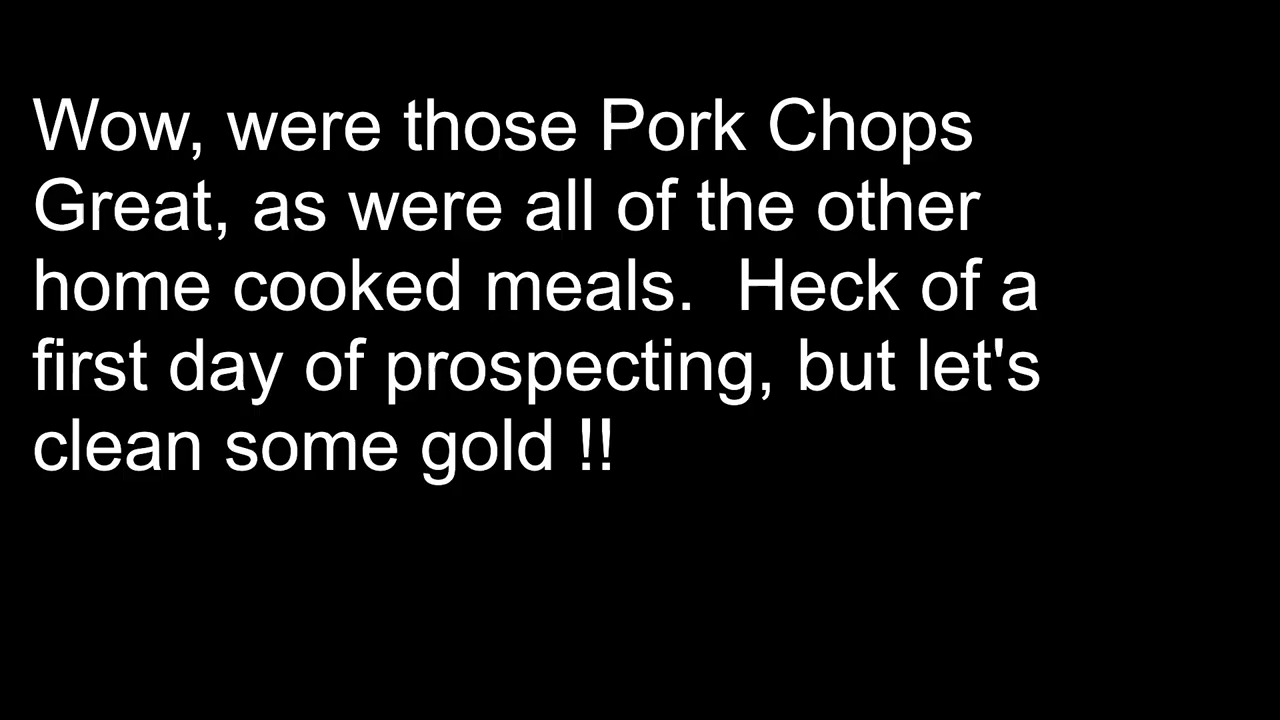 Wow, were those Pork Chops
Great, as were all of the other
home cooked meals.  Heck of a
first day of prospecting, but let's
clean some gold !!